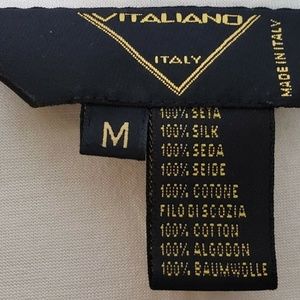 VITALIANO
ITALY
MADE IN ITALY
M
100% SETA
100% SILK
100% SEDA
100% SEIDE
100% COTONE
FILO DI SCOZIA
100% COTTON
100% ALGODON
100% BAUMWOLLE